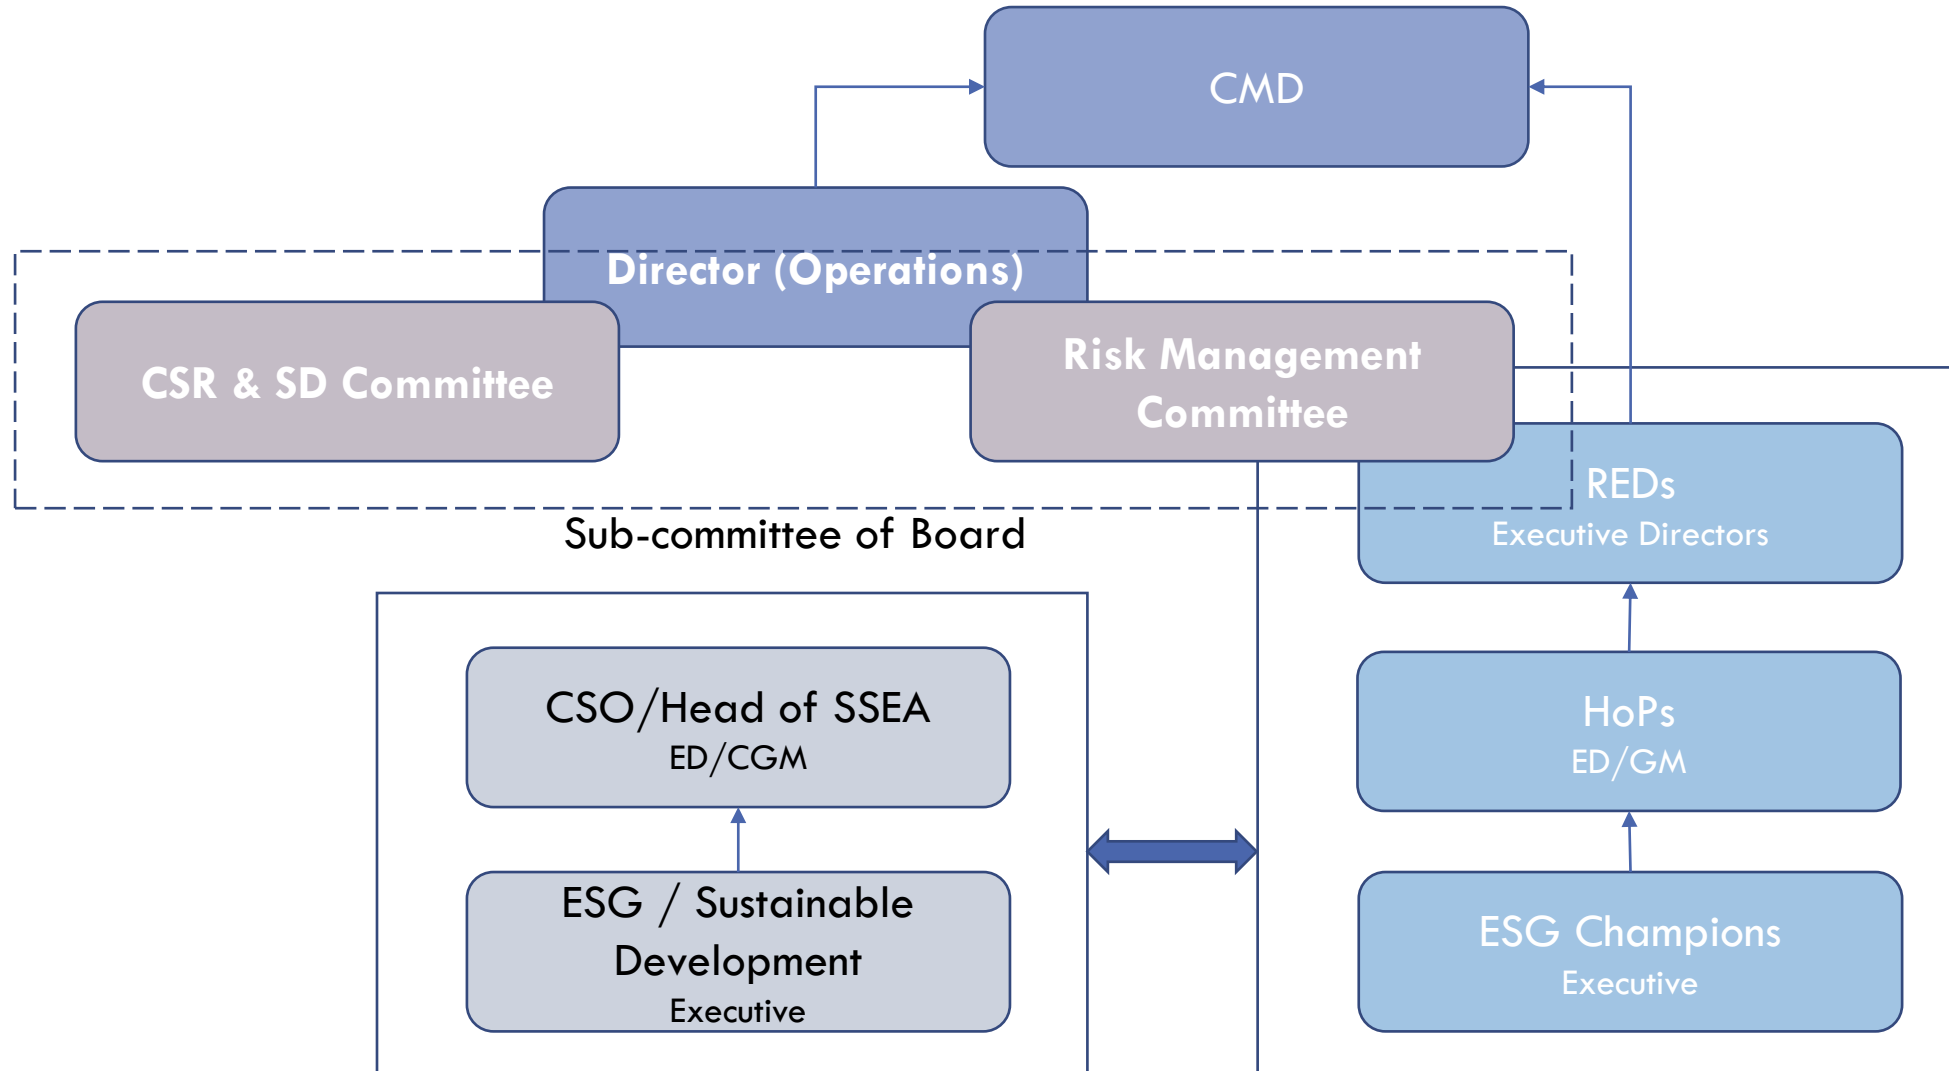 CMD
Director (Operations)
CSR & SD Committee
Risk Management
Committee
Sub-committee of Board
REDs
Executive Directors
CSO/Head of SSEA
ED/CGM
HoPs
ED/GM
ESG / Sustainable
Development
Executive
ESG Champions
Executive